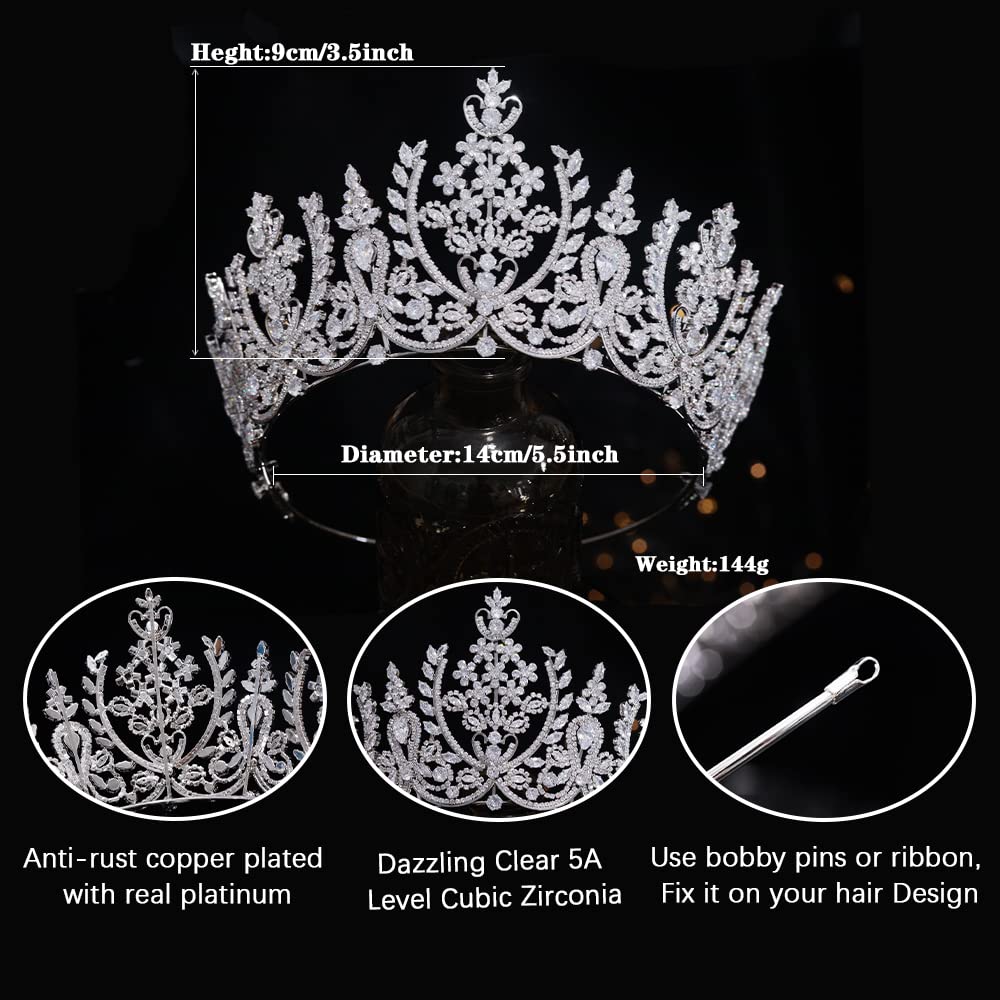 Heght:9cm/3.5inch
Diameter:14cm/5.5inch
Weight:144g
Anti-rust copper plated
with real platinum
Dazzling Clear 5A
Level Cubic Zirconia
Use bobby pins or ribbon,
Fix it on your hair Design